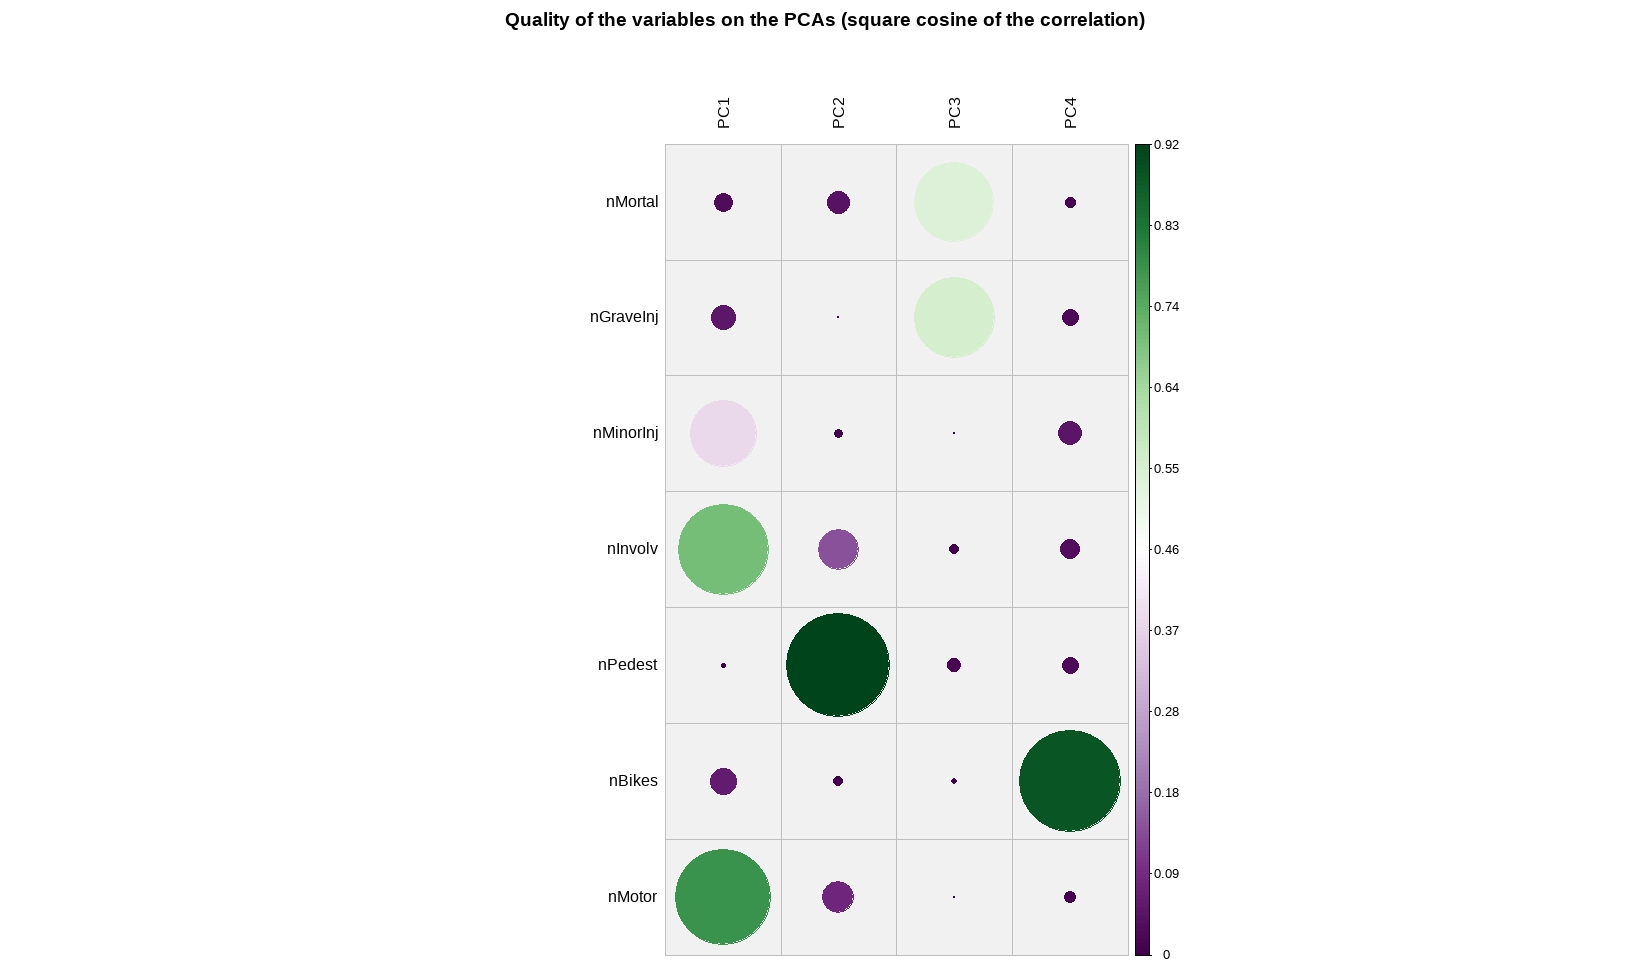 Quality of the variables on the PCAs (square cosine of the correlation)
PC1 PC2 PC3 PC4
nMortal
nGraveInj
nMinorInj
nInvolv
nPedest
nBikes
nMotor
0.92
0.83
0.74
0.64
0.55
0.46
0.37
0.28
0.18
0.09
0